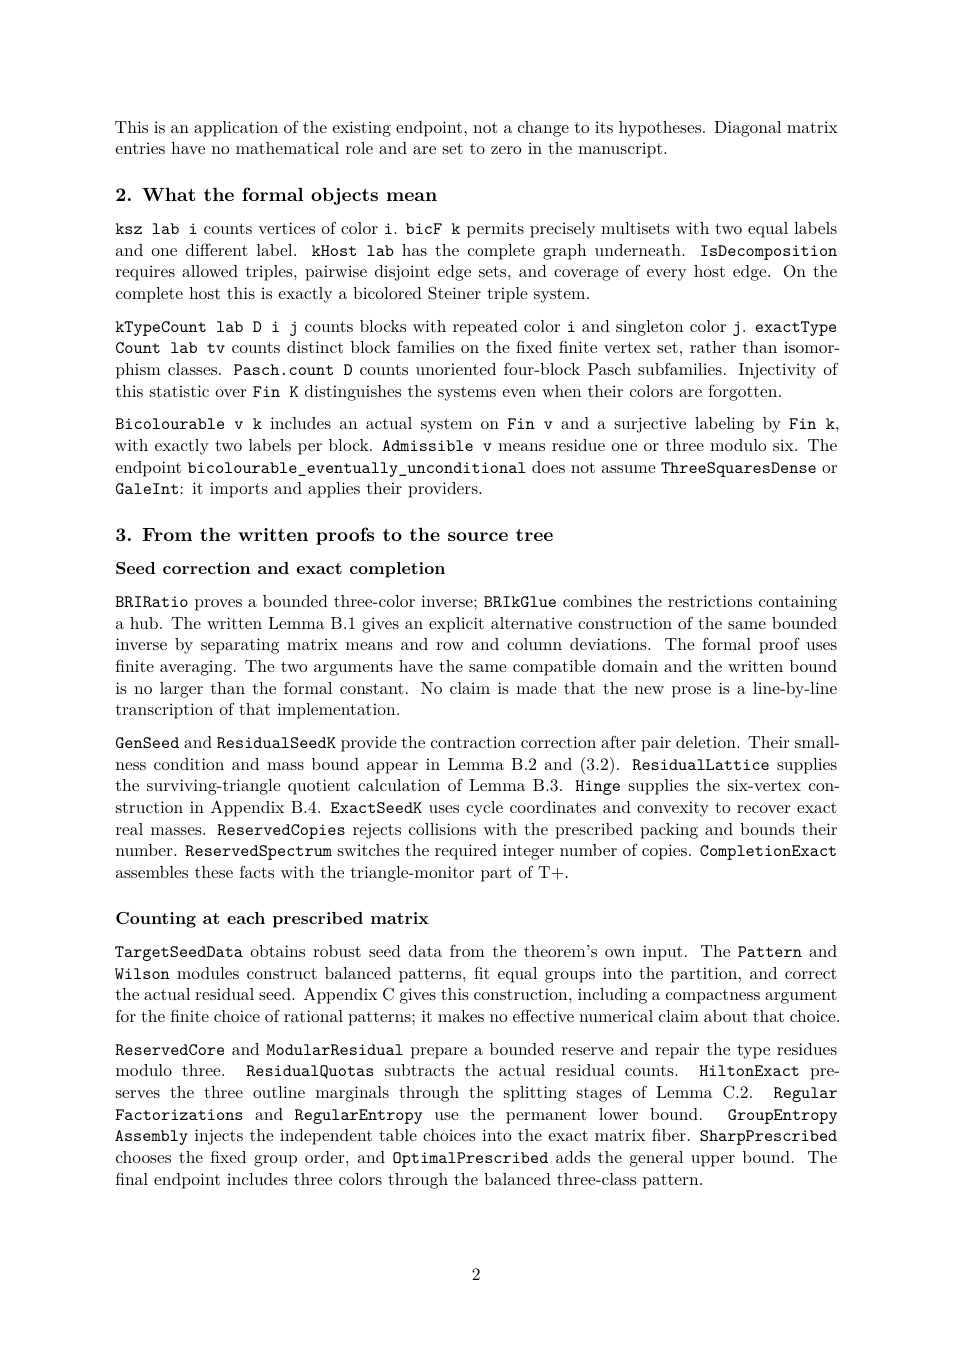 This is an application of the existing endpoint, not a change to its hypotheses. Diagonal matrix
entries have no mathematical role and are set to zero in the manuscript.
2. What the formal objects mean
ksz lab i counts vertices of color i. bicF k permits precisely multisets with two equal labels
and one different label. kHost lab has the complete graph underneath. IsDecomposition
requires allowed triples, pairwise disjoint edge sets, and coverage of every host edge. On the
complete host this is exactly a bicolored Steiner triple system.
kTypeCount lab D i j counts blocks with repeated color i and singleton color j. exactType
Count lab tv counts distinct block families on the fixed finite vertex set, rather than isomor-
phism classes. Pasch.count D counts unoriented four-block Pasch subfamilies. Injectivity of
this statistic over Fin K distinguishes the systems even when their colors are forgotten.
Bicolourable v k includes an actual system on Fin v and a surjective labeling by Fin k,
with exactly two labels per block. Admissible v means residue one or three modulo six. The
endpoint bicolourable_eventually_unconditional does not assume ThreeSquaresDense or
GaleInt: it imports and applies their providers.
3. From the written proofs to the source tree
Seed correction and exact completion
BRIRatio proves a bounded three-color inverse; BRIkGlue combines the restrictions containing
a hub. The written Lemma B.1 gives an explicit alternative construction of the same bounded
inverse by separating matrix means and row and column deviations. The formal proof uses
finite averaging. The two arguments have the same compatible domain and the written bound
is no larger than the formal constant. No claim is made that the new prose is a line-by-line
transcription of that implementation.
GenSeed and ResidualSeedK provide the contraction correction after pair deletion. Their small-
ness condition and mass bound appear in Lemma B.2 and (3.2). ResidualLattice supplies
the surviving-triangle quotient calculation of Lemma B.3. Hinge supplies the six-vertex con-
struction in Appendix B.4. ExactSeedK uses cycle coordinates and convexity to recover exact
real masses. ReservedCopies rejects collisions with the prescribed packing and bounds their
number. ReservedSpectrum switches the required integer number of copies. CompletionExact
assembles these facts with the triangle-monitor part of T+.
Counting at each prescribed matrix
TargetSeedData obtains robust seed data from the theorem's own input. The Pattern and
Wilson modules construct balanced patterns, fit equal groups into the partition, and correct
the actual residual seed. Appendix C gives this construction, including a compactness argument
for the finite choice of rational patterns; it makes no effective numerical claim about that choice.
ReservedCore and ModularResidual prepare a bounded reserve and repair the type residues
modulo three. ResidualQuotas subtracts the actual residual counts. HiltonExact pre-
serves the three outline marginals through the splitting stages of Lemma C.2. Regular
Factorizations and RegularEntropy use the permanent lower bound. GroupEntropy
Assembly injects the independent table choices into the exact matrix fiber. SharpPrescribed
chooses the fixed group order, and OptimalPrescribed adds the general upper bound. The
final endpoint includes three colors through the balanced three-class pattern.
2